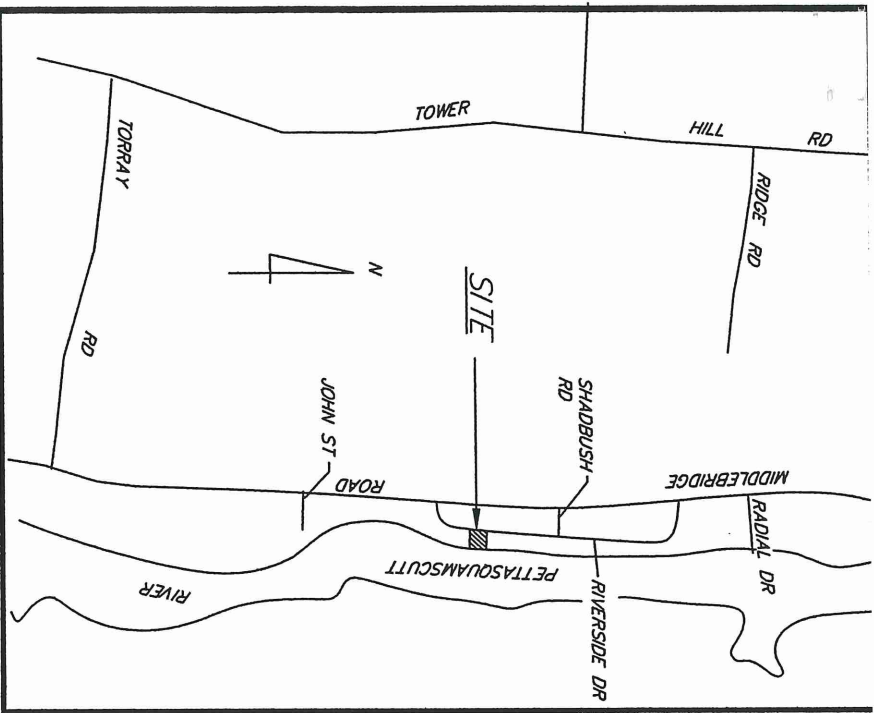 TOWER
HILL
RD
TORRAY
RD
RIDGE RD
N
SITE
SHADBUSH
RD
JOHN ST
MIDDLEBRIDGE
ROAD
RADIAL DR
PETTASQUAMSCUTT
RIVER
RIVERSIDE DR